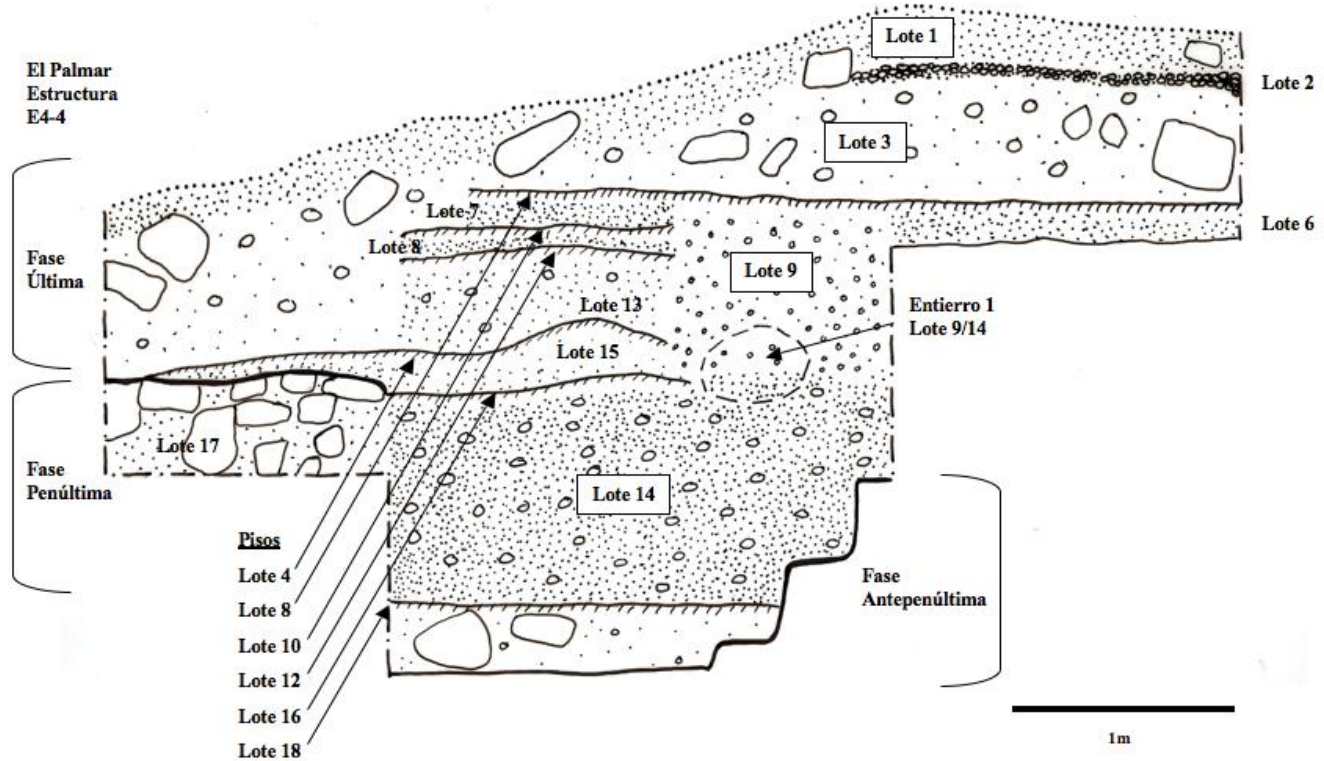 El Palmar
Estructura
E4-4
Lote 1
Lote 2
Lote 3
Lote 7
Lote 6
Lote 8
Lote 9
Fase
Última
Entierro 1
Lote 9/14
Lote 13
Lote 15
Lote 17
Fase
Penúltima
Lote 14
Pisos
Lote 4
Lote 8
Lote 10
Lote 12
Lote 16
Lote 18
Fase
Antepenúltima
1m